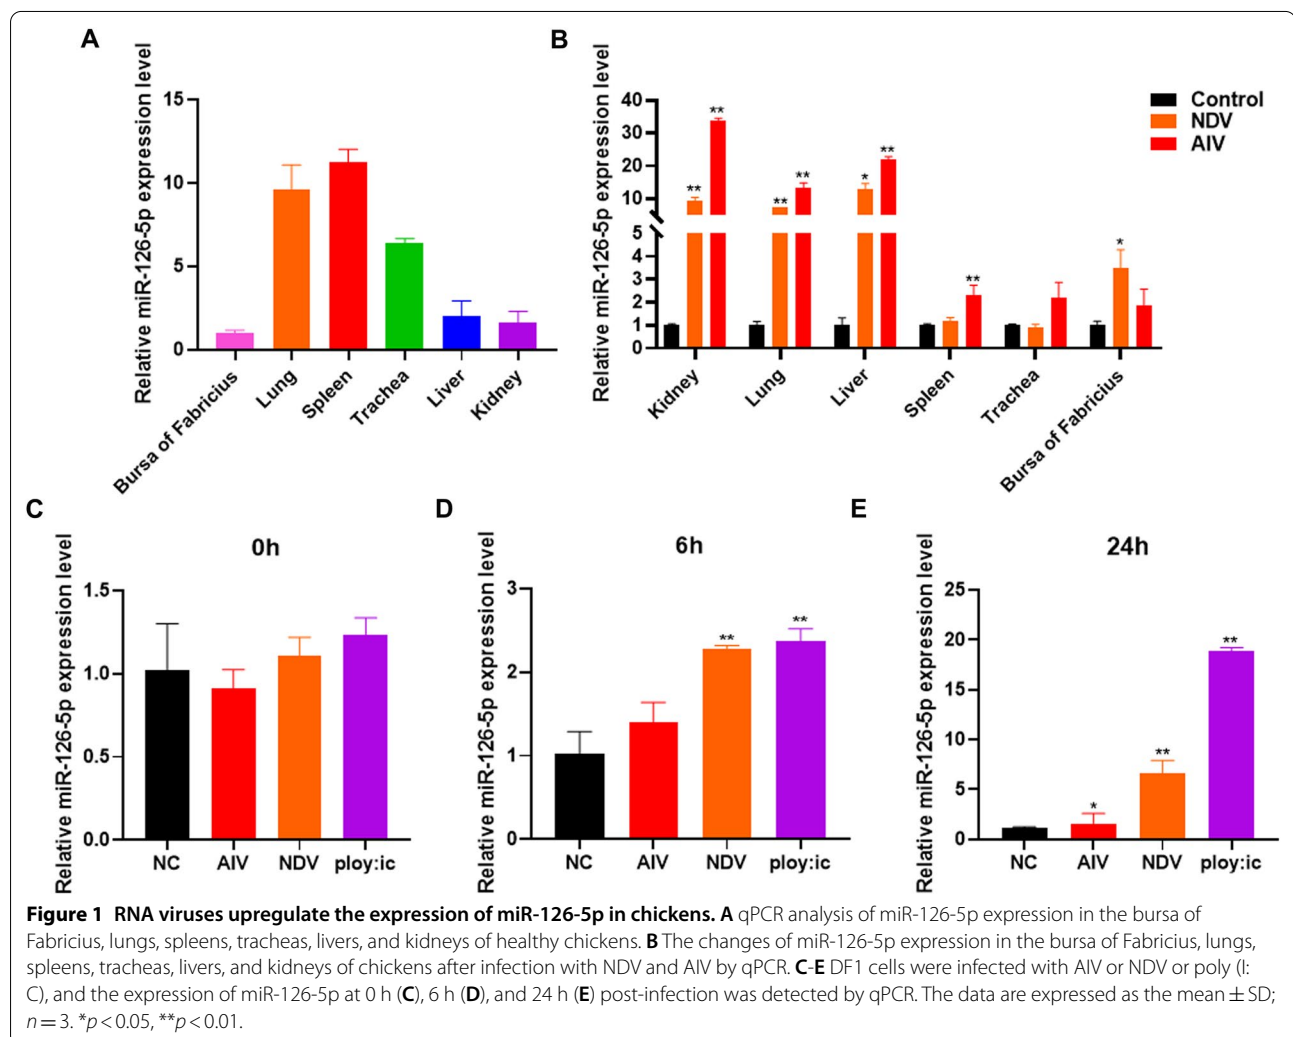 A
Relative miR-126-5p expression level
15
10
5
0
Bursa of Fabricius
Lung
Spleen
Trachea
Liver
Kidney
B
Relative miR-126-5p expression level
40
30
20
10
5
4
3
2
1
0
** **
** **
* **
**
*
Kidney
Lung
Liver
Spleen
Trachea
Bursa of Fabricius
Control
NDV
AIV
C
0h
Relative miR-126-5p expression level
1.5
1.0
0.5
0.0
NC AIV NDV ploy:ic
D
6h
Relative miR-126-5p expression level
3
2
1
0
** **
NC AIV NDV ploy:ic
E
24h
Relative miR-126-5p expression level
25
20
15
10
5
0
* ** **
NC AIV NDV ploy:ic
Figure 1 RNA viruses upregulate the expression of miR-126-5p in chickens. A qPCR analysis of miR-126-5p expression in the bursa of
Fabricius, lungs, spleens, tracheas, livers, and kidneys of healthy chickens. B The changes of miR-126-5p expression in the bursa of Fabricius, lungs,
spleens, tracheas, livers, and kidneys of chickens after infection with NDV and AIV by qPCR. C-E DF1 cells were infected with AIV or NDV or poly (I:
C), and the expression of miR-126-5p at 0 h (C), 6 h (D), and 24 h (E) post-infection was detected by qPCR. The data are expressed as the mean ± SD;
n = 3. *p < 0.05, **p < 0.01.